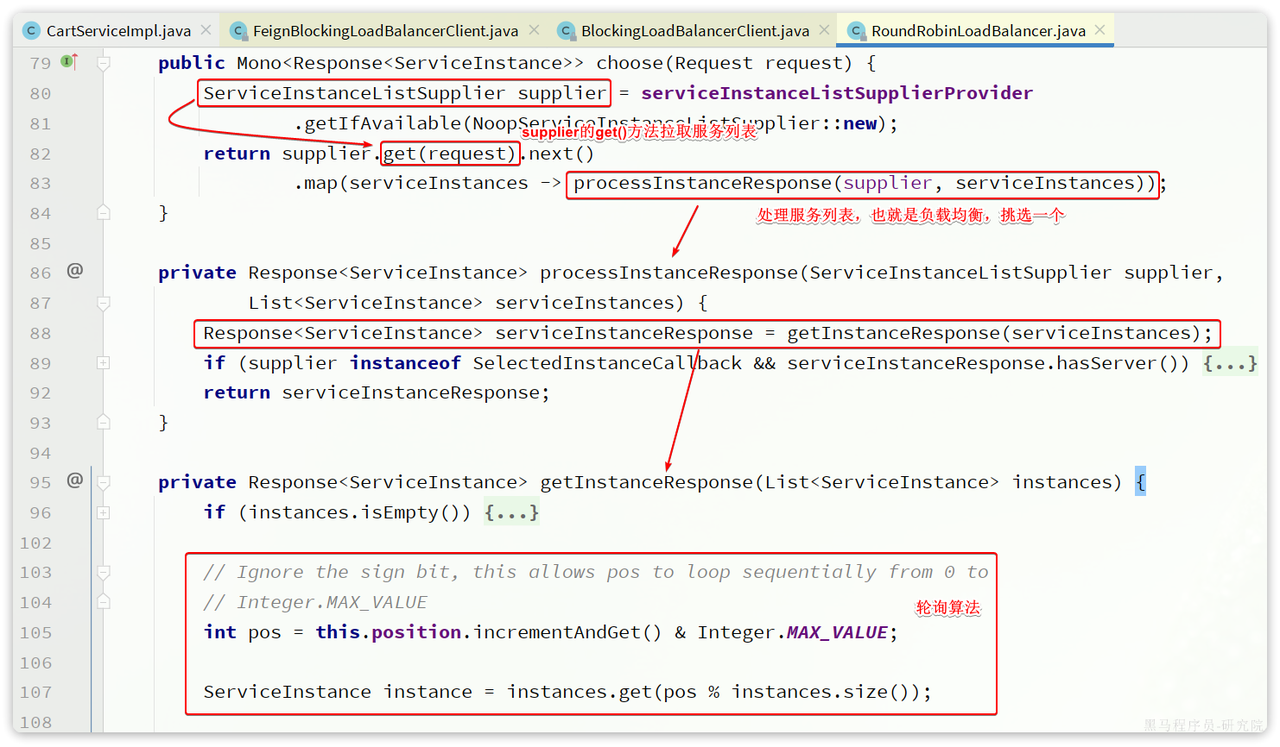 CartServiceImpl.java × FeignBlockingLoadBalancerClient.java × BlockingLoadBalancerClient.java × RoundRobinLoadBalancer.java ×
79 public Mono<Response<ServiceInstance>> choose(Request request) {
80 ServiceInstanceListSupplier supplier = serviceInstanceListSupplierProvider
81 .getIfAvailable(NoopServiceInstanceListSupplier::new);
supplier的get()方法拉取服务列表
82 return supplier.get(request).next()
83 .map(serviceInstances -> processInstanceResponse(supplier, serviceInstances));
84 }
处理服务列表，也就是负载均衡，挑选一个
85
86 @ private Response<ServiceInstance> processInstanceResponse(ServiceInstanceListSupplier supplier,
87 List<ServiceInstance> serviceInstances) {
88 Response<ServiceInstance> serviceInstanceResponse = getInstanceResponse(serviceInstances);
89 if (supplier instanceof SelectedInstanceCallback && serviceInstanceResponse.hasServer()) {...}
92 return serviceInstanceResponse;
93 }
94
95 @ private Response<ServiceInstance> getInstanceResponse(List<ServiceInstance> instances) {
96 if (instances.isEmpty()) {...}
102
103 // Ignore the sign bit, this allows pos to loop sequentially from 0 to
104 // Integer.MAX_VALUE
轮询算法
105 int pos = this.position.incrementAndGet() & Integer.MAX_VALUE;
106
107 ServiceInstance instance = instances.get(pos % instances.size());
108
黑马程序员-研究院